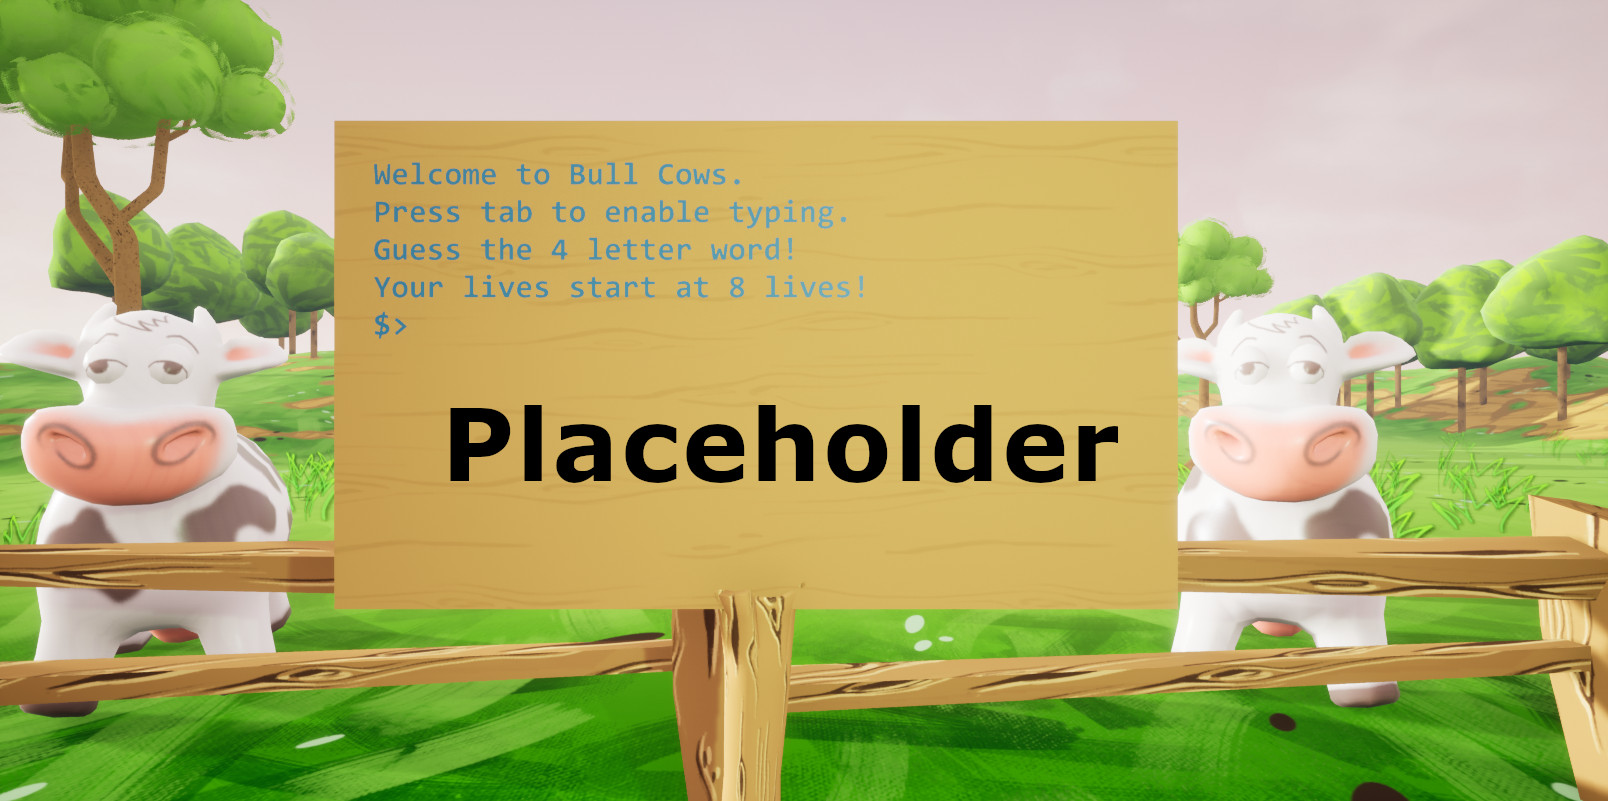 Welcome to Bull Cows.
Press tab to enable typing.
Guess the 4 letter word!
Your lives start at 8 lives!
$>
Placeholder